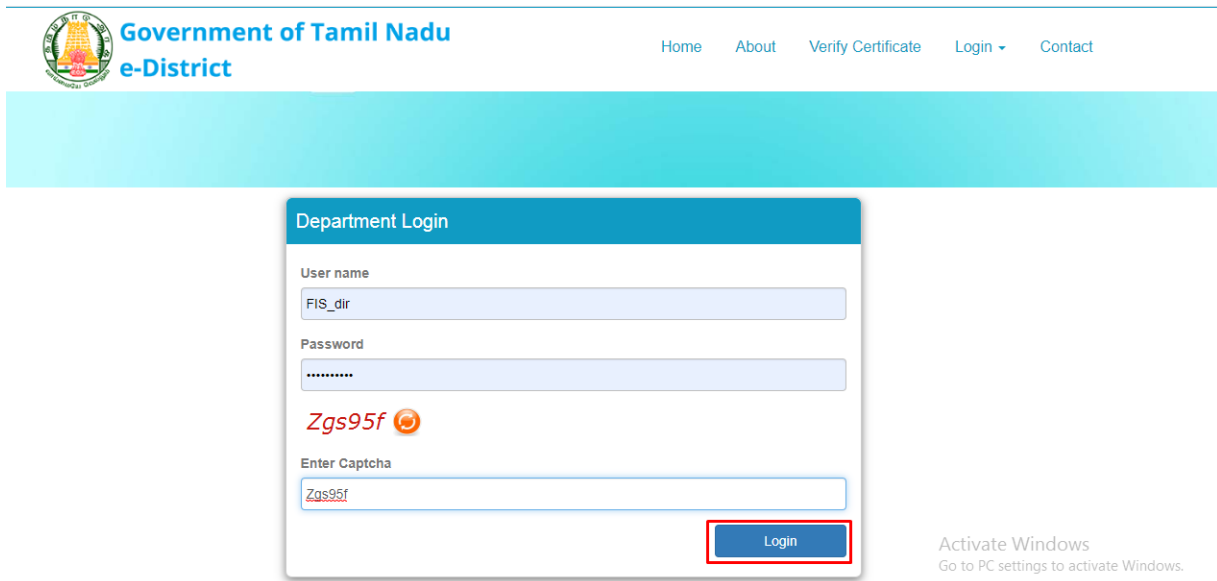 Government of Tamil Nadu
e-District
Home About Verify Certificate Login Contact
Department Login
User name
FIS_dir
Password
••••••••••
Zgs95f
Enter Captcha
Zgs95f
Login
Activate Windows
Go to PC settings to activate Windows.